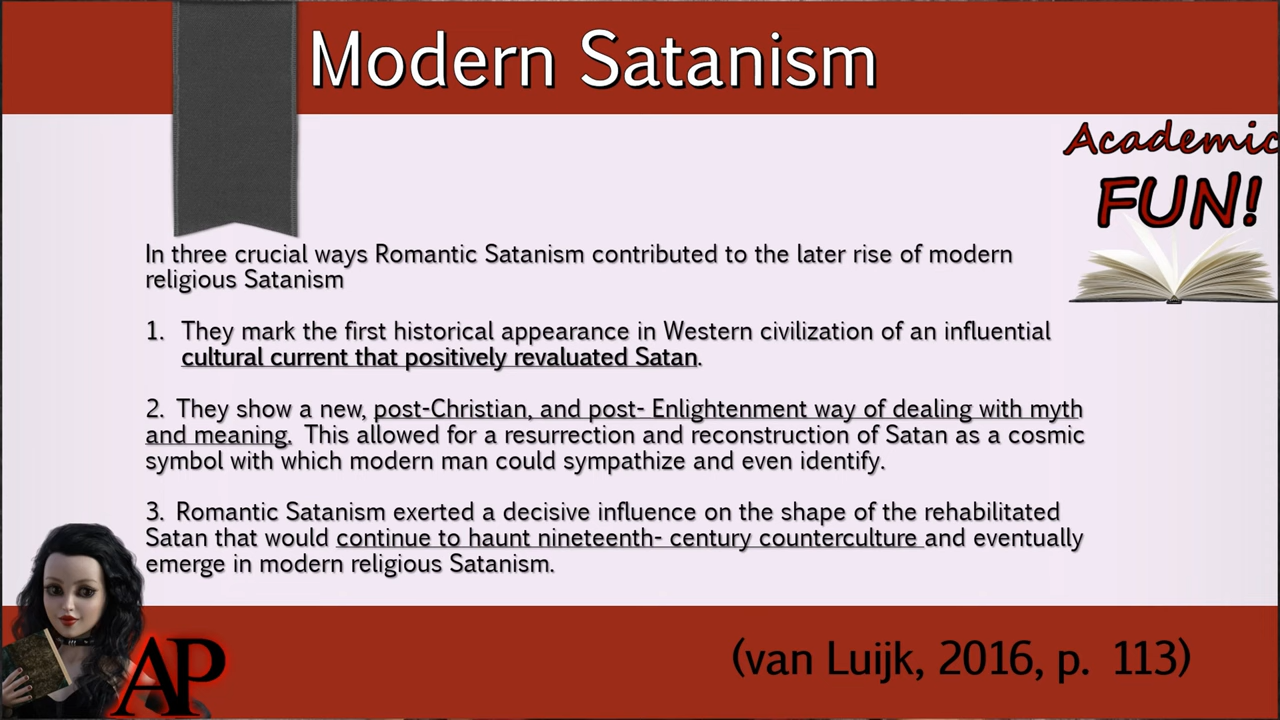 Modern Satanism
Academic
FUN!
In three crucial ways Romantic Satanism contributed to the later rise of modern
religious Satanism
1. They mark the first historical appearance in Western civilization of an influential
cultural current that positively revaluated Satan.
2. They show a new, post-Christian, and post- Enlightenment way of dealing with myth
and meaning. This allowed for a resurrection and reconstruction of Satan as a cosmic
symbol with which modern man could sympathize and even identify.
3. Romantic Satanism exerted a decisive influence on the shape of the rehabilitated
Satan that would continue to haunt nineteenth- century counterculture and eventually
emerge in modern religious Satanism.
AP
(van Luijk, 2016, p. 113)